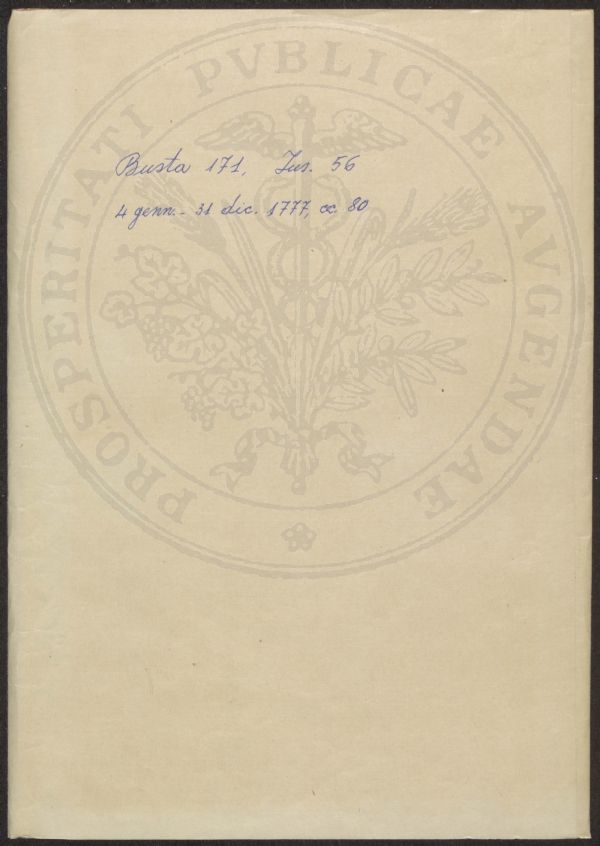 PROSPERITATI PVBLICAE AVGENDAE
Busta 171, Ins. 56
4 genn. - 31 dic. 1777, cc. 80